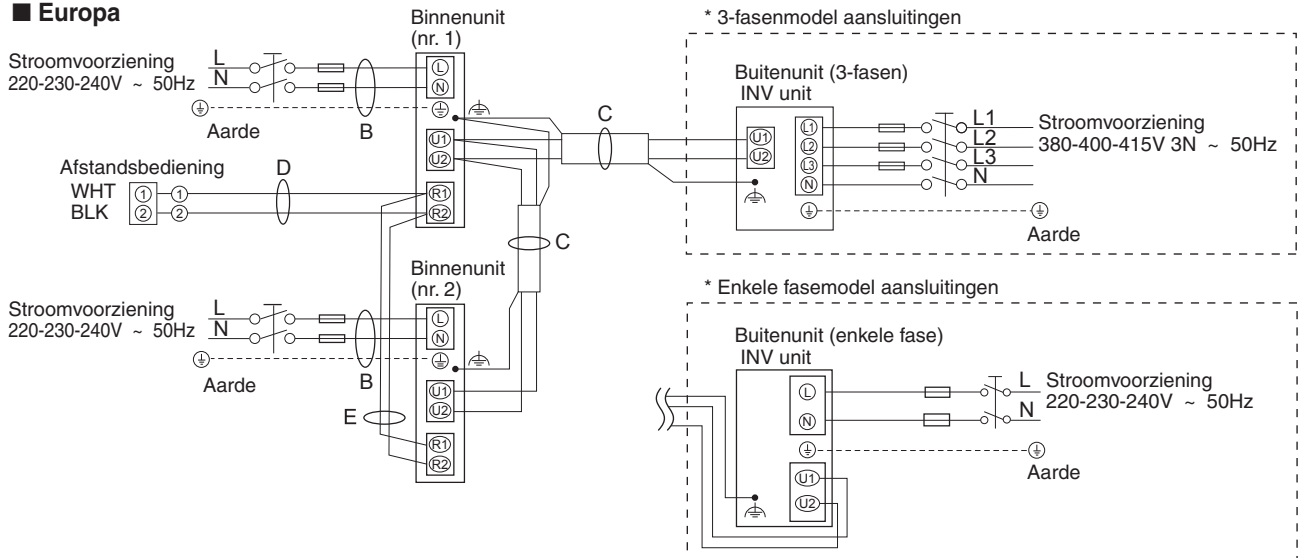 ■ Europa
Binnenunit
(nr. 1)
Stroomvoorziening
220-230-240V ~ 50Hz
L
N
L
N
Aarde
B
U1
U2
C
Afstandsbediening
D
WHT
BLK
1
2
1
2
R1
R2
C
Binnenunit
(nr. 2)
Stroomvoorziening
220-230-240V ~ 50Hz
L
N
L
N
Aarde
B
U1
U2
E
R1
R2
* 3-fasenmodel aansluitingen
Buitenunit (3-fasen)
INV unit
U1
U2
L1
L2
L3
N
L1
L2
L3
N
Stroomvoorziening
380-400-415V 3N ~ 50Hz
Aarde
* Enkele fasemodel aansluitingen
Buitenunit (enkele fase)
INV unit
L
N
L
N
Stroomvoorziening
220-230-240V ~ 50Hz
Aarde
U1
U2